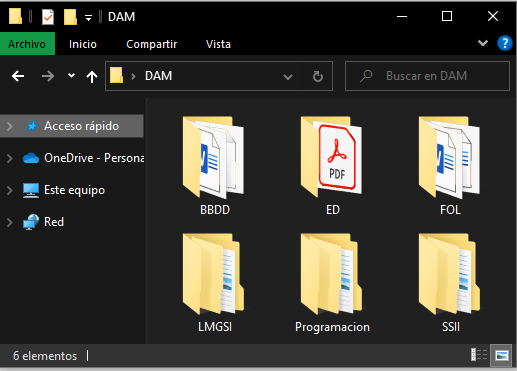 DAM
Archivo Inicio Compartir Vista
DAM Buscar en DAM
Acceso rápido
OneDrive - Persona
Este equipo
Red
PDF
BBDD ED FOL
LMGSI Programacion SSII
6 elementos